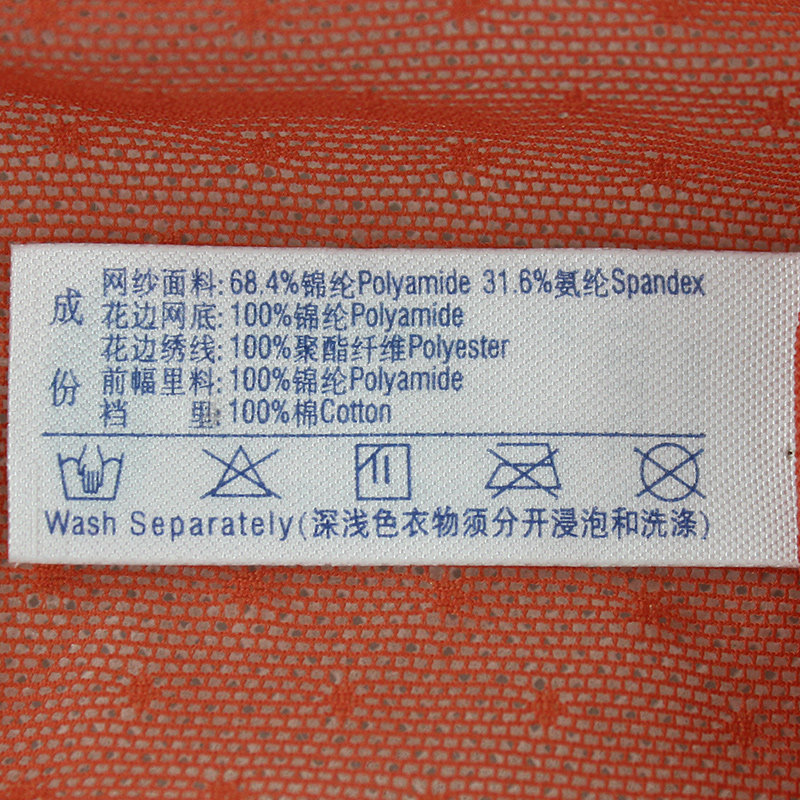 成份
网纱面料:68.4%锦纶Polyamide 31.6%氨纶Spandex
花边网底:100%锦纶Polyamide
花边绣线:100%聚酯纤维Polyester
前幅里料:100%锦纶Polyamide
裆里:100%棉Cotton
Wash Separately(深浅色衣物须分开浸泡和洗涤)